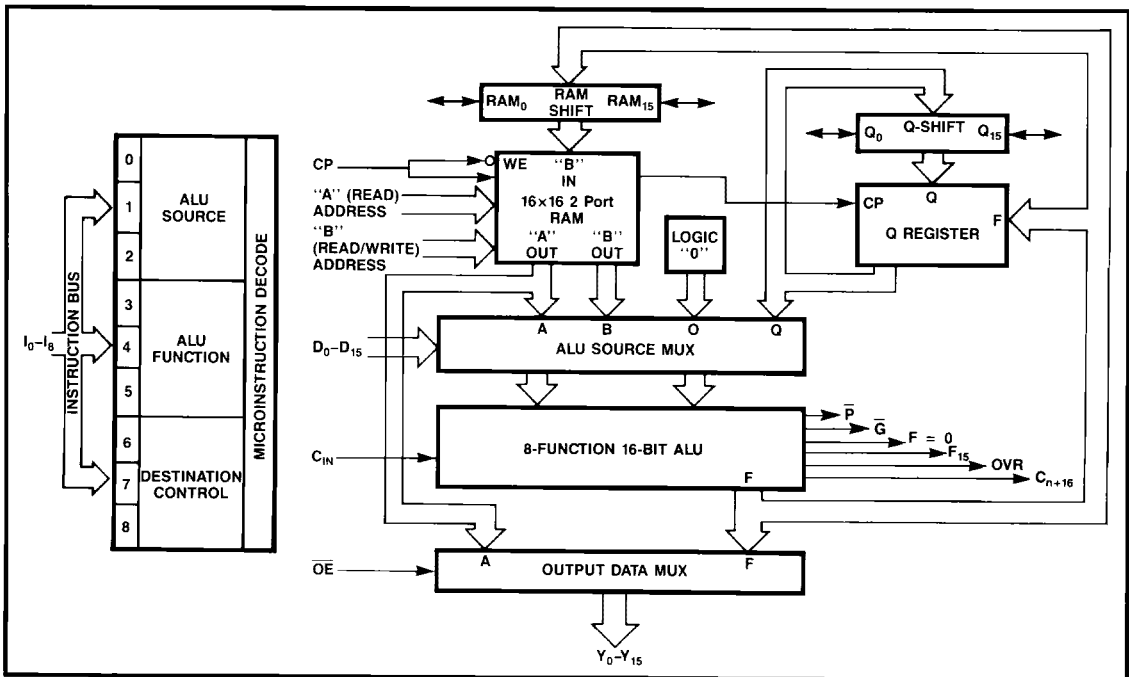 I0–I8
INSTRUCTION BUS
0
1
2
3
4
5
6
7
8
ALU
SOURCE
ALU
FUNCTION
DESTINATION
CONTROL
MICROINSTRUCTION DECODE
RAM0
RAM
SHIFT
RAM15
Q0
Q-SHIFT
Q15
CP
WE
"B"
IN
16×16 2 Port
RAM
"A"
OUT
"B"
OUT
"A" (READ)
ADDRESS
"B"
(READ/WRITE)
ADDRESS
LOGIC
"0"
CP
Q
F
Q REGISTER
D0–D15
A
B
O
Q
ALU SOURCE MUX
CIN
8-FUNCTION 16-BIT ALU
F
P̅
G̅
F = 0
F15
OVR
Cn+16
O̅E̅
A
F
OUTPUT DATA MUX
Y0–Y15